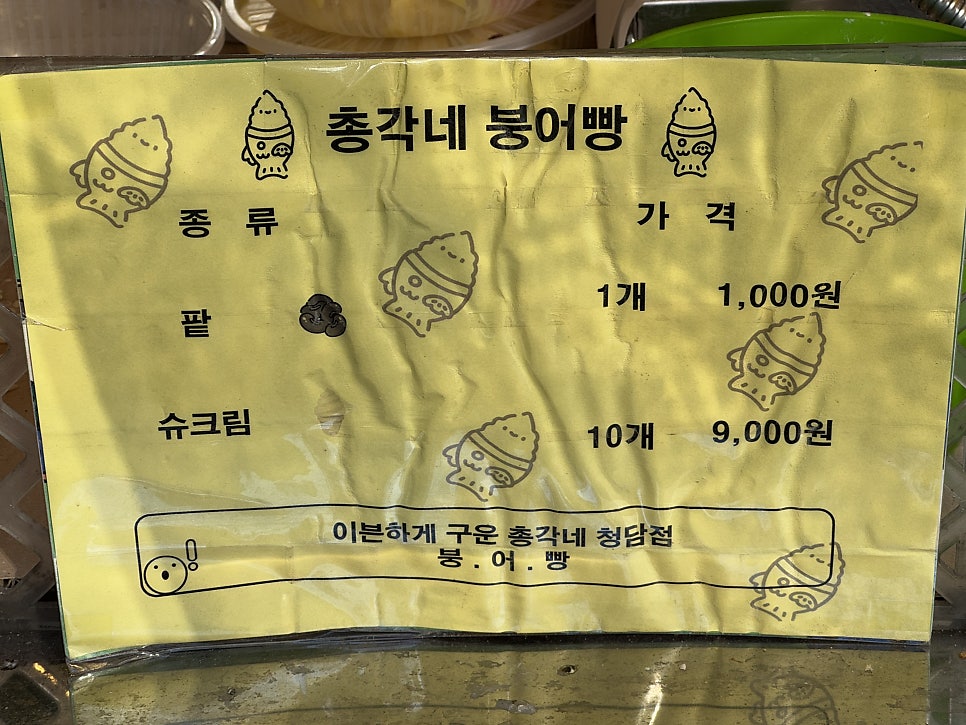 총각네 붕어빵
종 류 가 격
팥 1개 1,000원
슈크림 10개 9,000원
이븐하게 구운 총각네 청담점
붕 . 어 . 빵